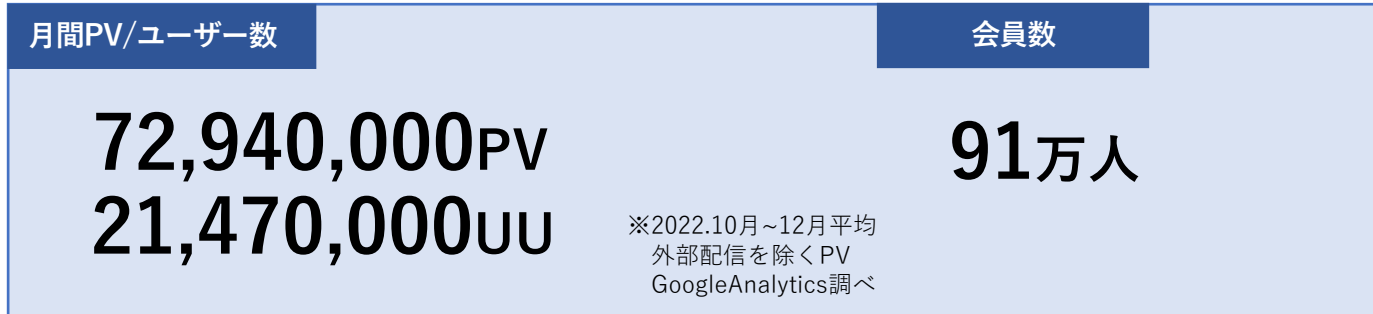 月間PV/ユーザー数
72,940,000PV
21,470,000UU
※2022.10月~12月平均
外部配信を除くPV
GoogleAnalytics調べ
会員数
91万人